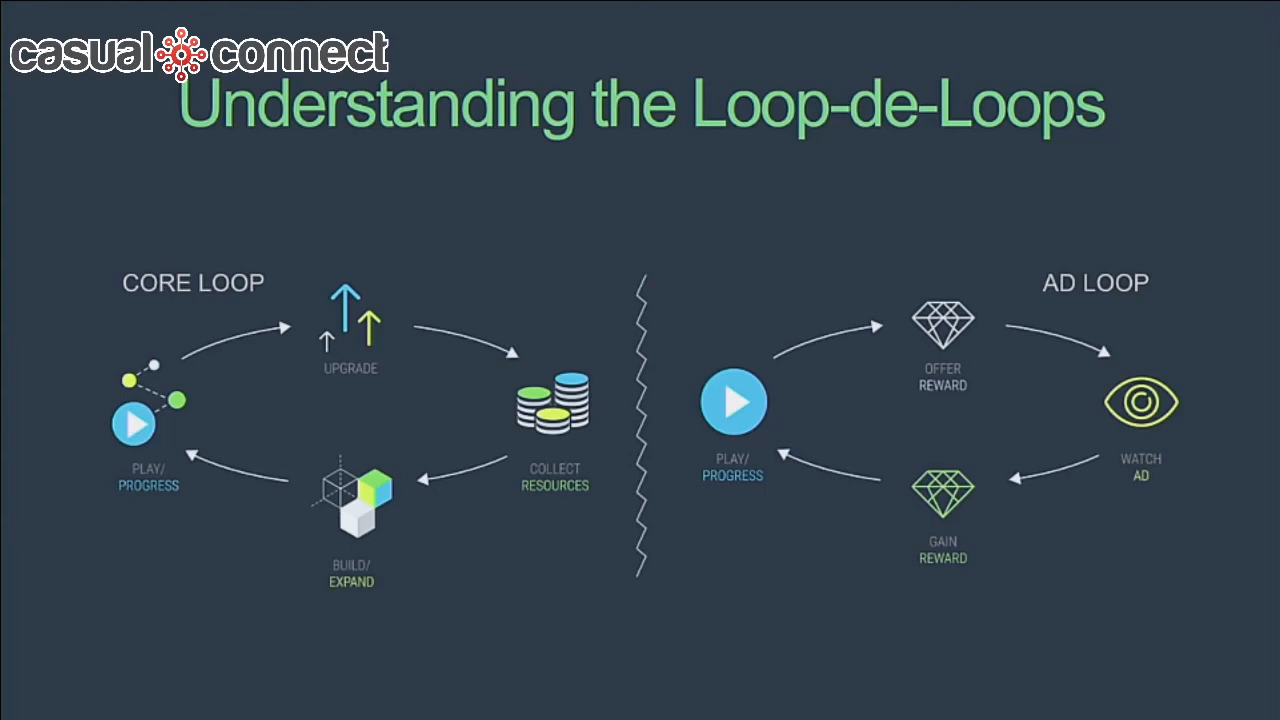 casual connect
Understanding the Loop-de-Loops
CORE LOOP
UPGRADE
PLAY/
PROGRESS
COLLECT
RESOURCES
BUILD/
EXPAND
AD LOOP
OFFER
REWARD
PLAY/
PROGRESS
WATCH
AD
GAIN
REWARD